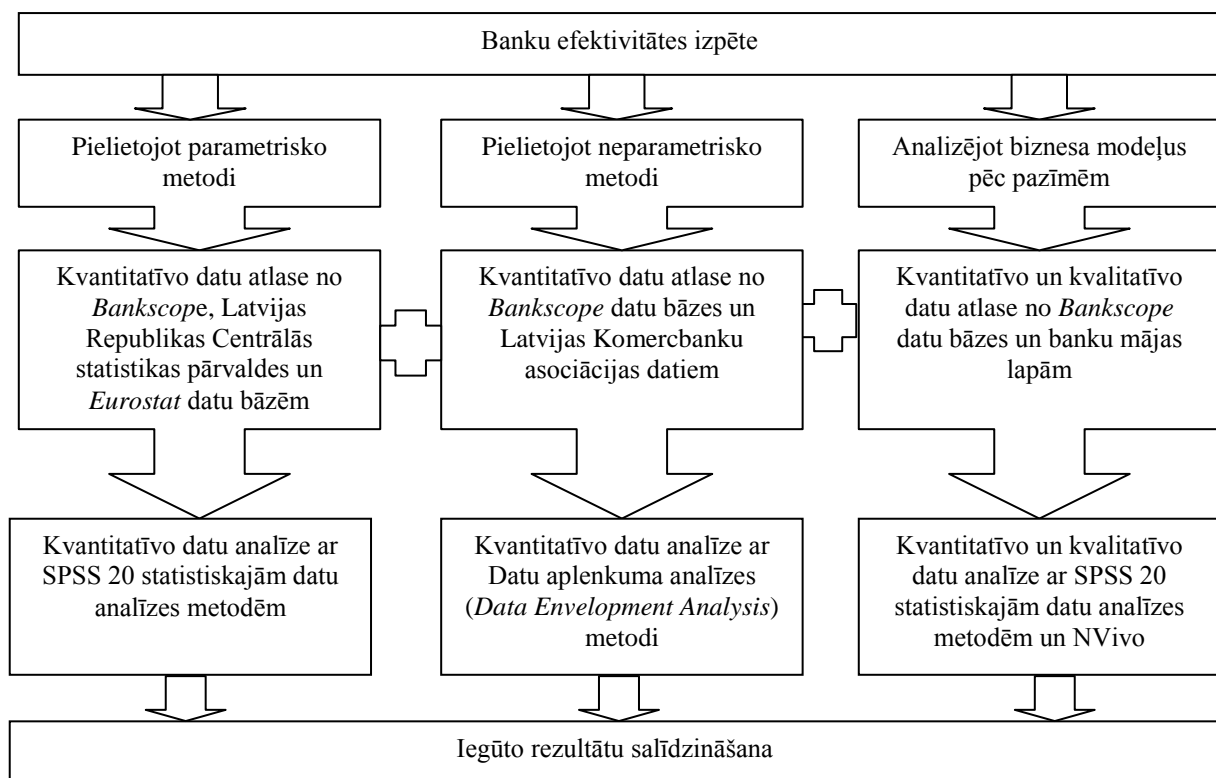 Banku efektivitātes izpēte
Pielietojot parametrisko
metodi
Pielietojot neparametrisko
metodi
Analizējot biznesa modeļus
pēc pazīmēm
Kvantitatīvo datu atlase no
Bankscope, Latvijas
Republikas Centrālās
statistikas pārvaldes un
Eurostat datu bāzēm
Kvantitatīvo datu atlase no
Bankscope datu bāzes un
Latvijas Komercbanku
asociācijas datiem
Kvantitatīvo un kvalitatīvo
datu atlase no Bankscope
datu bāzes un banku mājas
lapām
Kvantitatīvo datu analīze ar
SPSS 20 statistiskajām datu
analīzes metodēm
Kvantitatīvo datu analīze ar
Datu aplenkuma analīzes
(Data Envelopment Analysis)
metodi
Kvantitatīvo un kvalitatīvo
datu analīze ar SPSS 20
statistiskajām datu analīzes
metodēm un NVivo
Iegūto rezultātu salīdzināšana